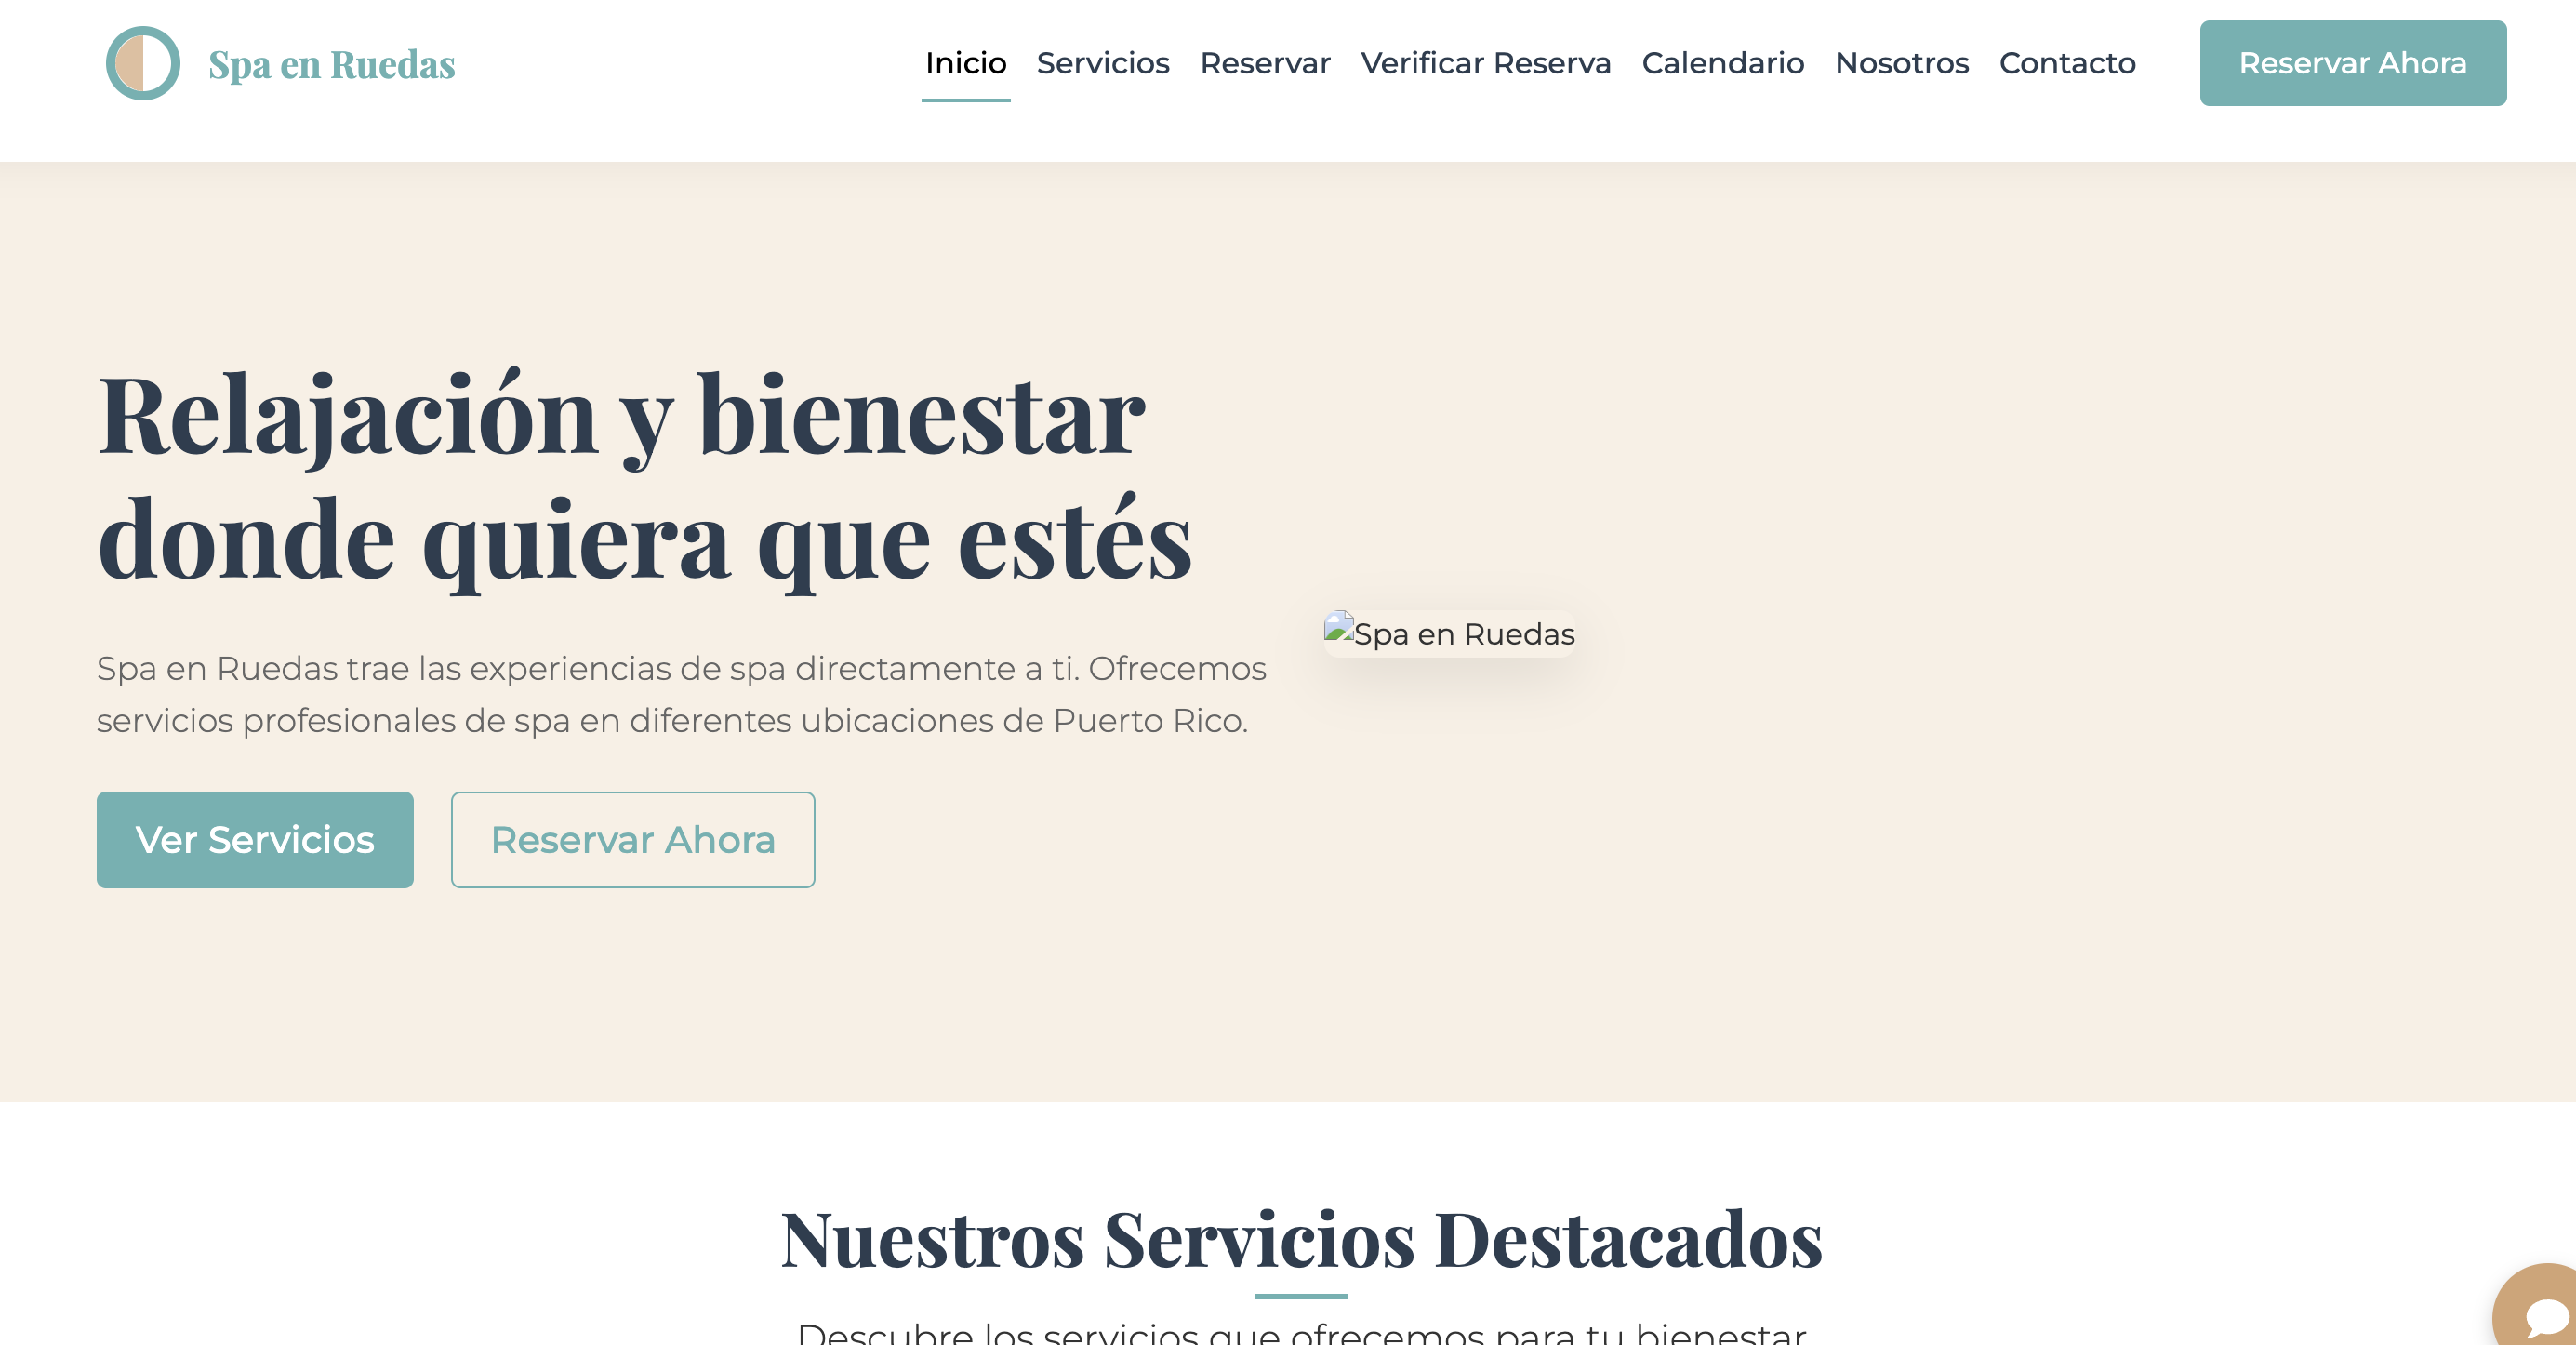 Spa en Ruedas
Inicio Servicios Reservar Verificar Reserva Calendario Nosotros Contacto Reservar Ahora
Relajación y bienestar
donde quiera que estés
Spa en Ruedas trae las experiencias de spa directamente a ti. Ofrecemos
servicios profesionales de spa en diferentes ubicaciones de Puerto Rico.
Ver Servicios Reservar Ahora
Spa en Ruedas
Nuestros Servicios Destacados
Descubre los servicios que ofrecemos para tu bienestar